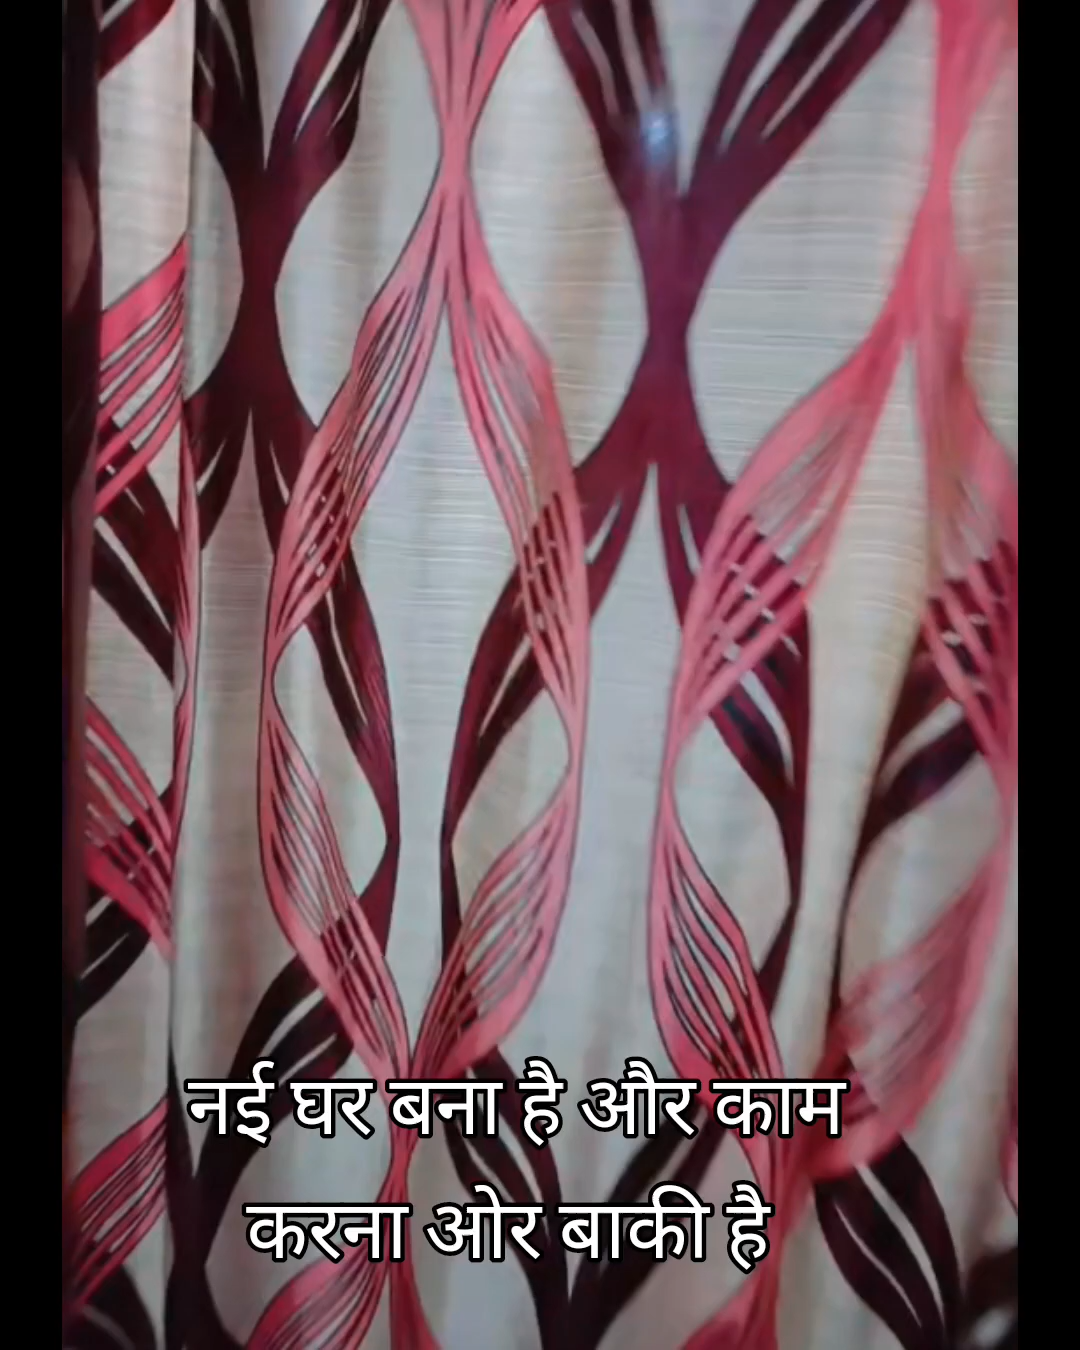 नई घर बना है और काम
करना ओर बाकी है